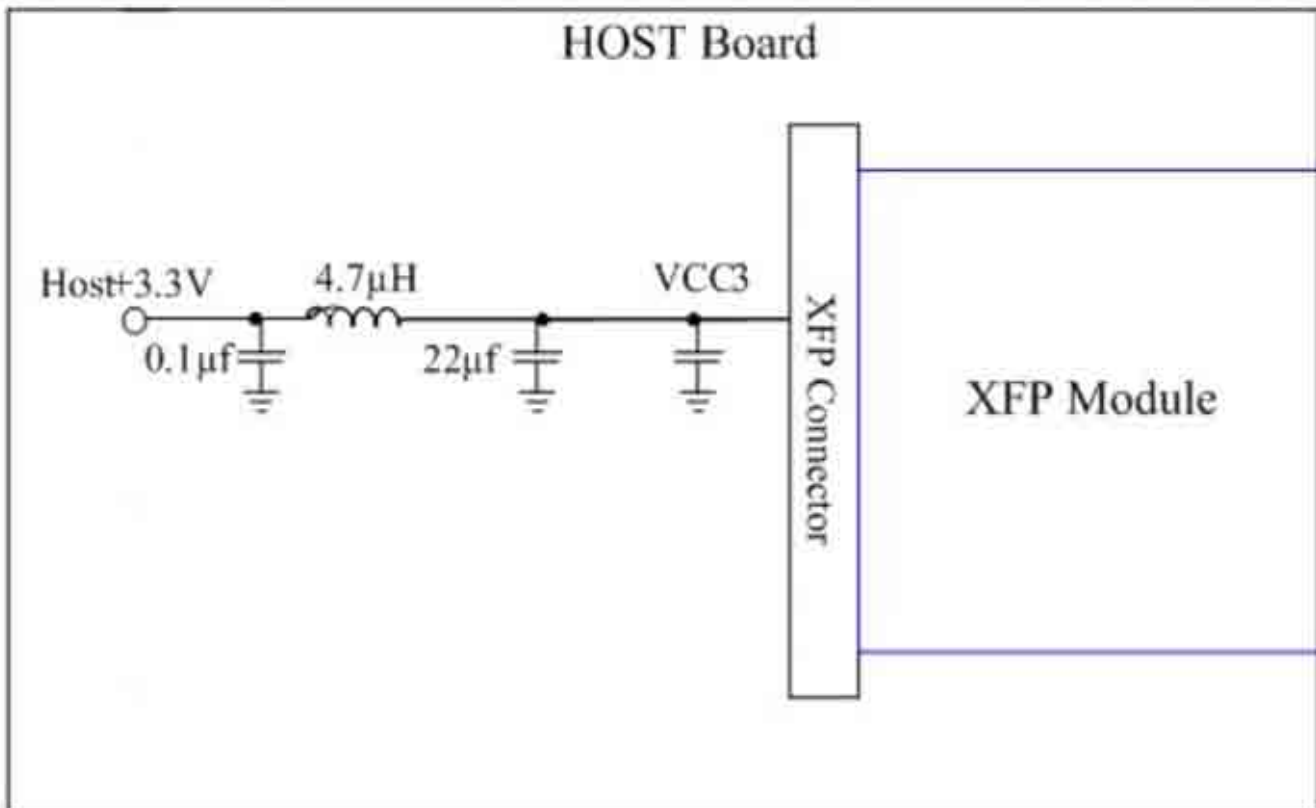 HOST Board
Host+3.3V
4.7μH
VCC3
0.1μf
22μf
XFP Connector
XFP Module